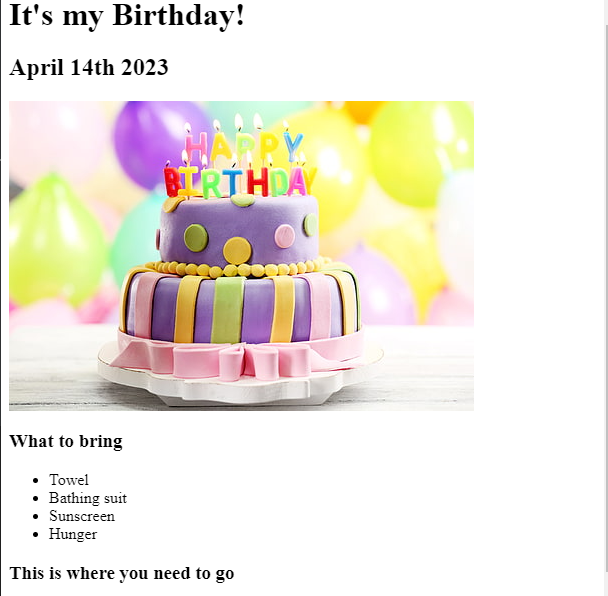 It's my Birthday!
April 14th 2023
HAPPY
BIRTHDAY
What to bring
Towel
Bathing suit
Sunscreen
Hunger
This is where you need to go